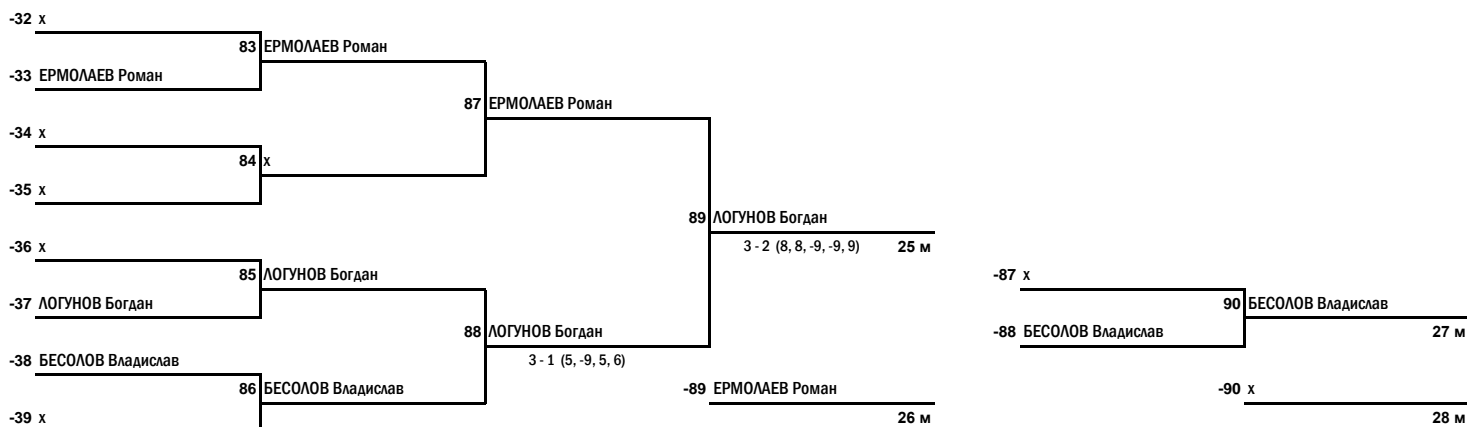 -32 x
83 ЕРМОЛАЕВ Роман
-33 ЕРМОЛАЕВ Роман
87 ЕРМОЛАЕВ Роман
-34 x
84 x
-35 x
89 ЛОГУНОВ Богдан
3 - 2 (8, 8, -9, -9, 9) 25 м
-36 x
85 ЛОГУНОВ Богдан
-37 ЛОГУНОВ Богдан
88 ЛОГУНОВ Богдан
3 - 1 (5, -9, 5, 6)
-38 БЕСОЛОВ Владислав
86 БЕСОЛОВ Владислав
-39 x
-89 ЕРМОЛАЕВ Роман
26 м
-87 x
90 БЕСОЛОВ Владислав
27 м
-88 БЕСОЛОВ Владислав
-90 x
28 м